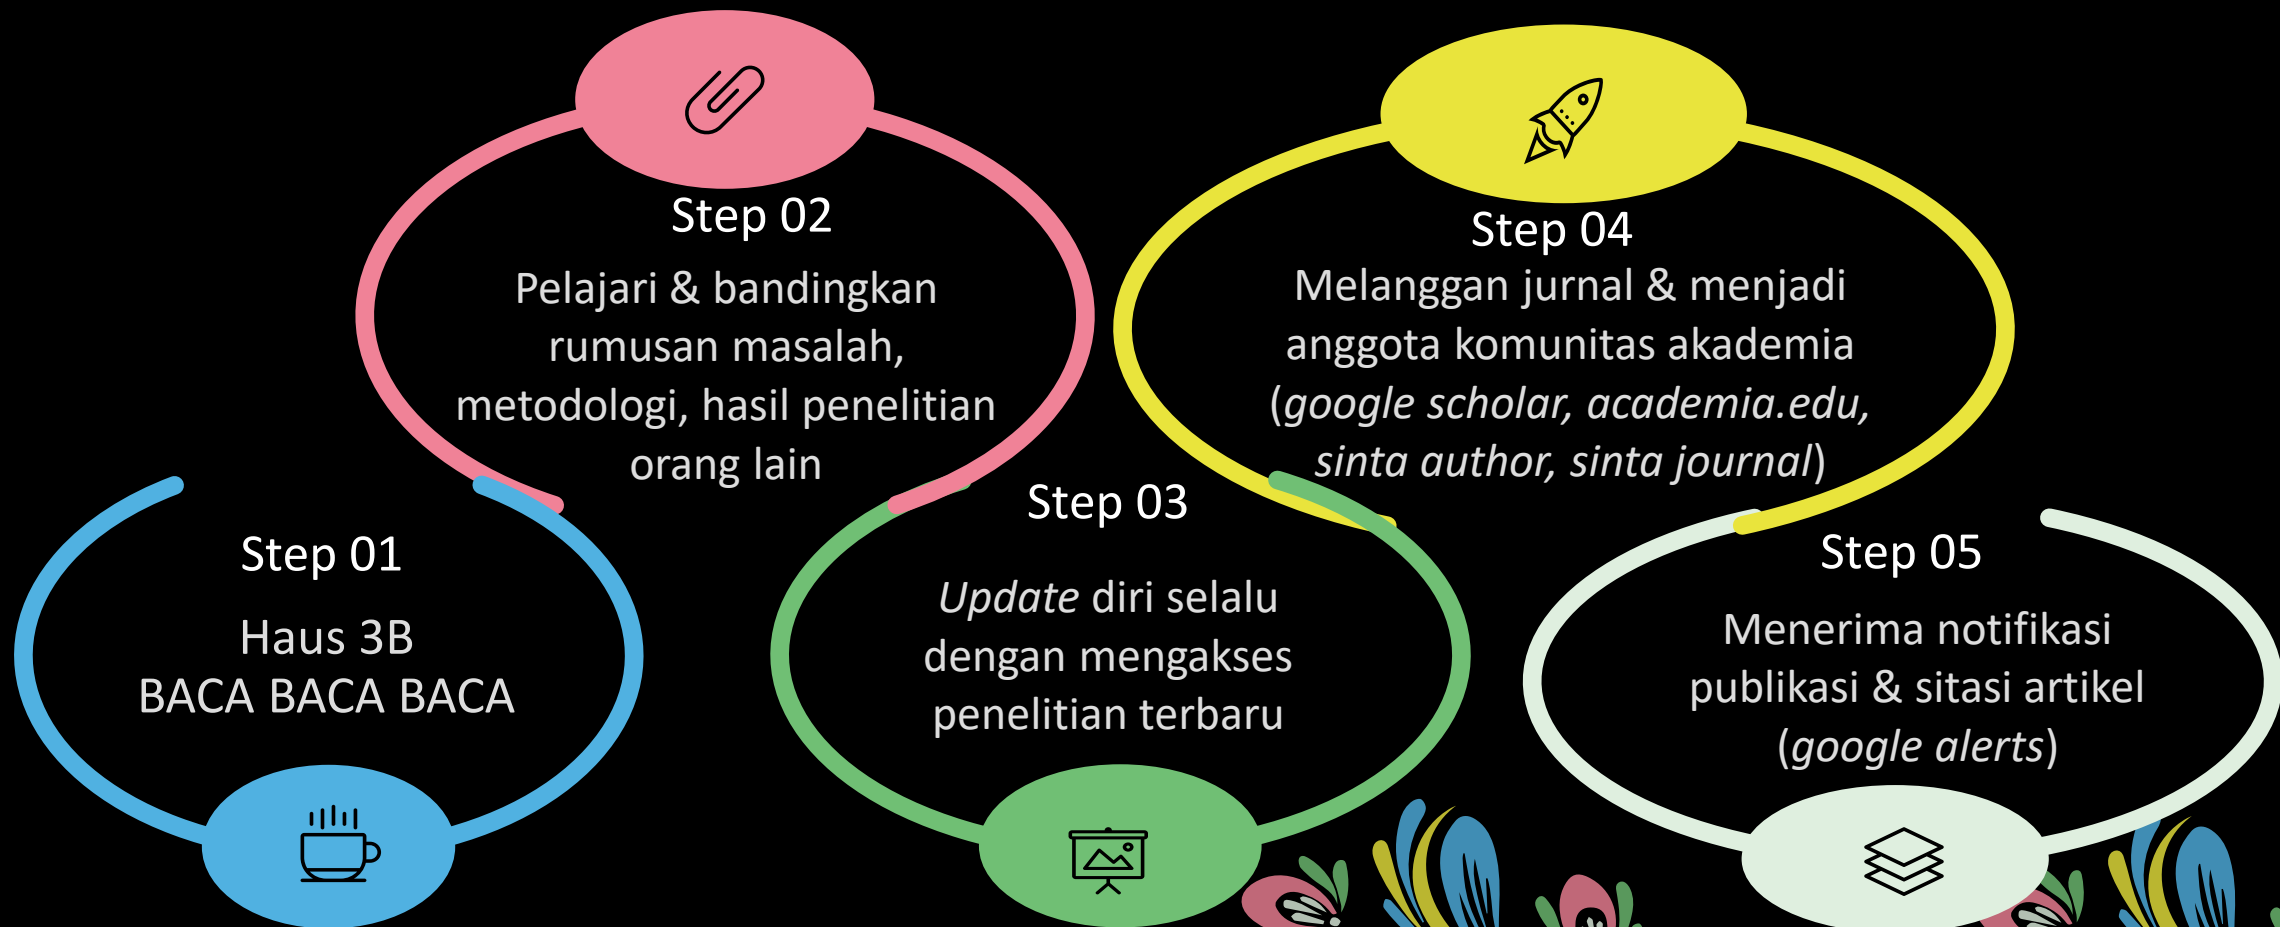 Step 01
Haus 3B
BACA BACA BACA
Step 02
Pelajari & bandingkan
rumusan masalah,
metodologi, hasil penelitian
orang lain
Step 03
Update diri selalu
dengan mengakses
penelitian terbaru
Step 04
Melanggan jurnal & menjadi
anggota komunitas akademia
(google scholar, academia.edu,
sinta author, sinta journal)
Step 05
Menerima notifikasi
publikasi & sitasi artikel
(google alerts)